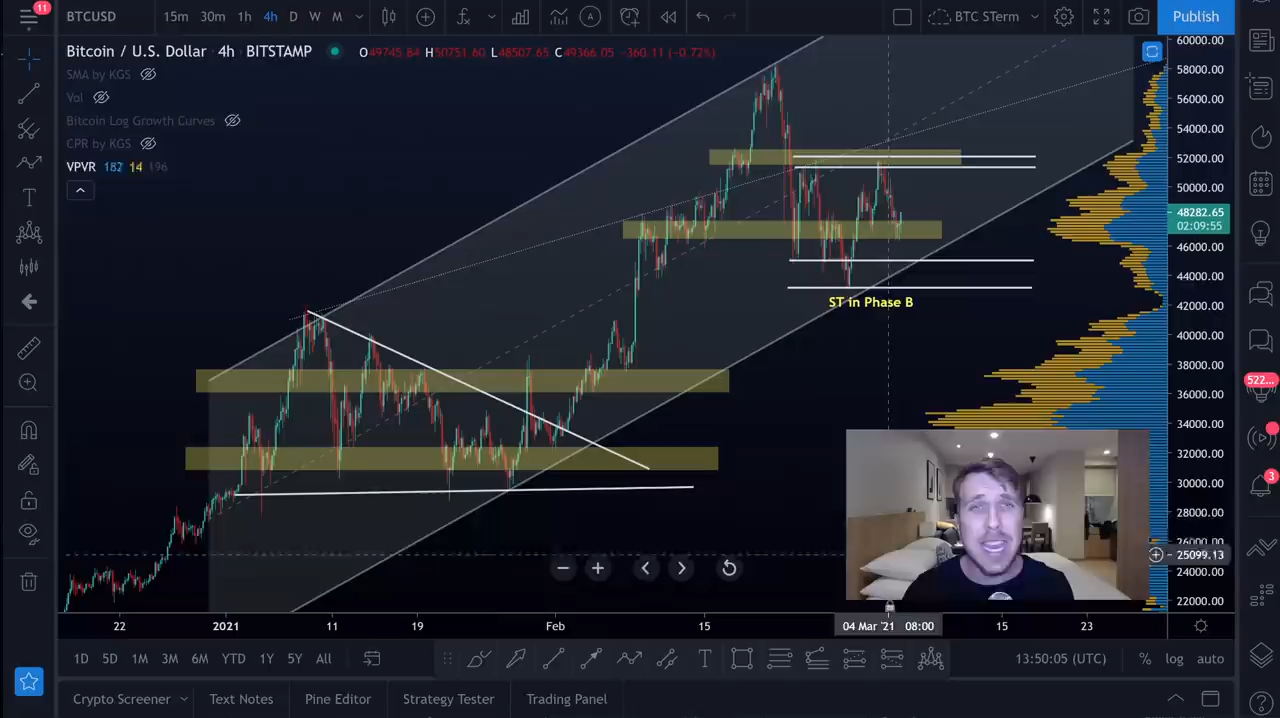 11
BTCUSD 15m 30m 1h 4h D W M BTC STerm Publish
Bitcoin / U.S. Dollar · 4h · BITSTAMP O49745.84 H50751.60 L48507.65 C49366.05 -360.11 (-0.72%)
SMA by KGS
Vol
Bitcoin Log Growth Curves
CPR by KGS
VPVR 182 14 196
60000.00
58000.00
56000.00
54000.00
52000.00
50000.00
48282.65
02:09:55
46000.00
44000.00
42000.00
40000.00
38000.00
36000.00
34000.00
32000.00
30000.00
28000.00
26000.00
25099.13
24000.00
22000.00
ST in Phase B
522...
3
22 2021 11 19 Feb 15 04 Mar '21 08:00 15 23
1D 5D 1M 3M 6M YTD 1Y 5Y All 13:50:05 (UTC) % log auto
Crypto Screener Text Notes Pine Editor Strategy Tester Trading Panel